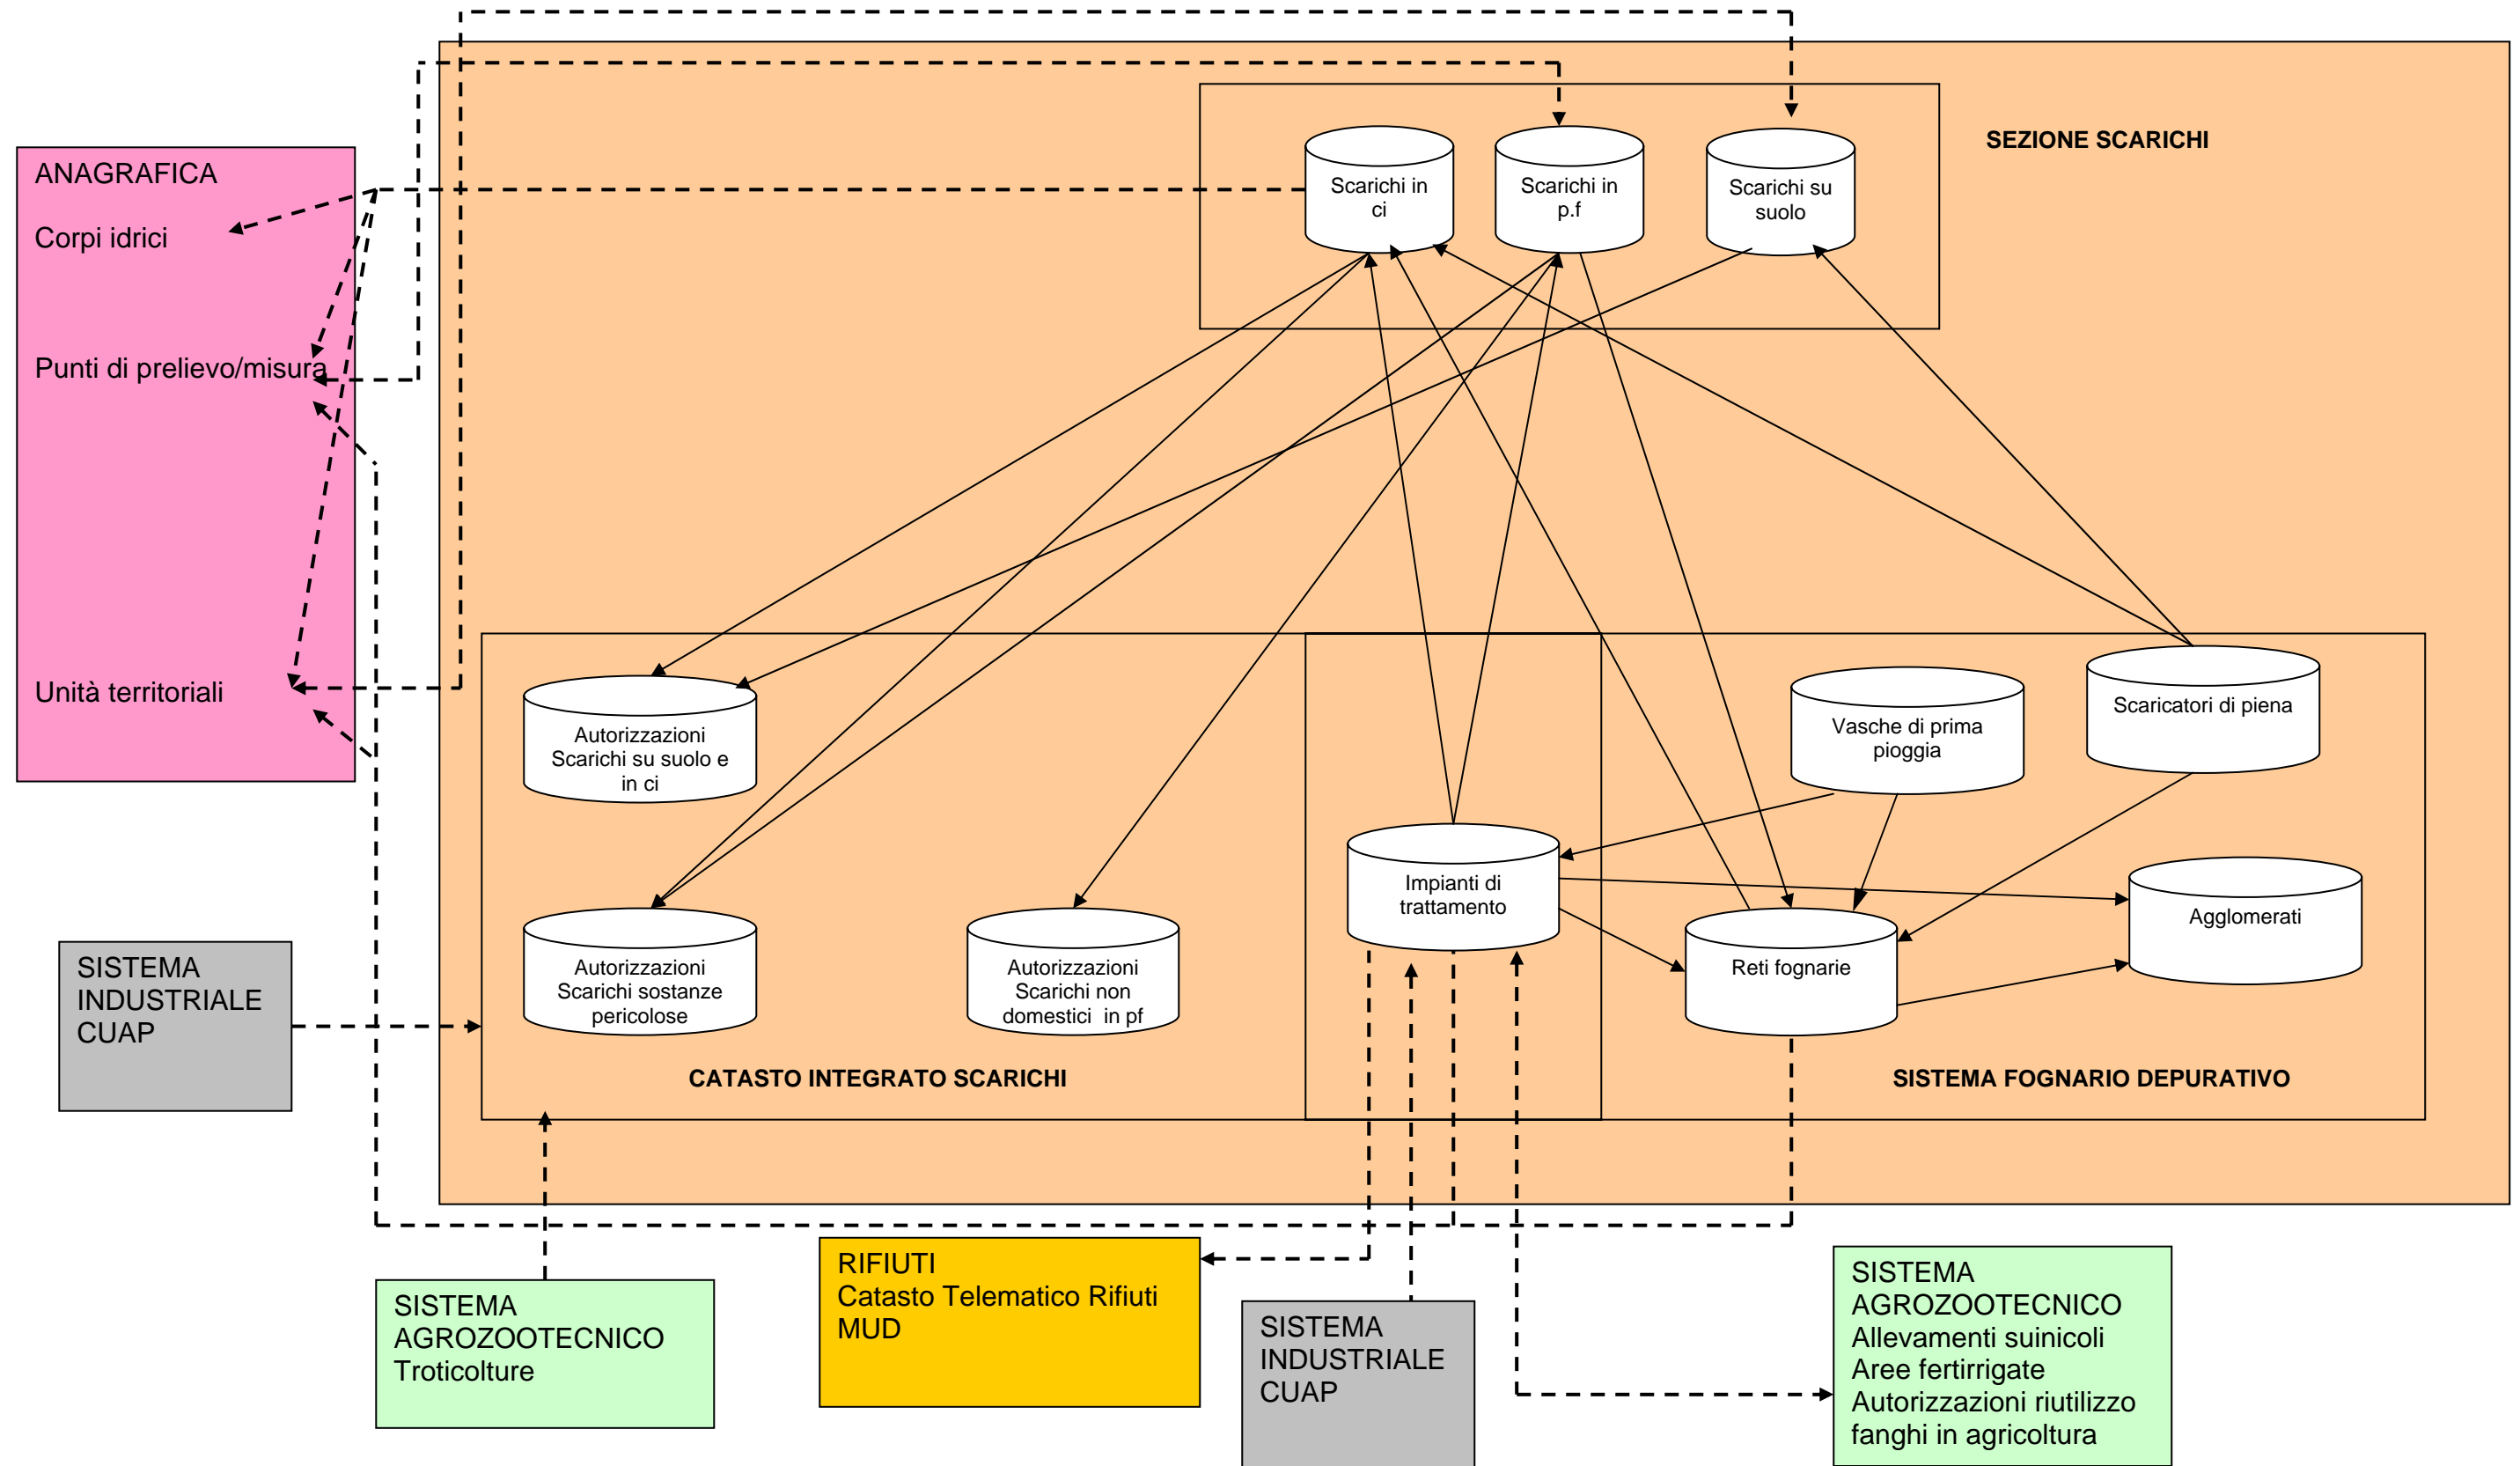 SEZIONE SCARICHI
Scarichi in
ci
Scarichi in
p.f
Scarichi su
suolo
ANAGRAFICA
Corpi idrici
Punti di prelievo/misura
Unità territoriali
Autorizzazioni
Scarichi su suolo e
in ci
Vasche di prima
pioggia
Scaricatori di piena
Impianti di
trattamento
Agglomerati
Autorizzazioni
Scarichi sostanze
pericolose
Autorizzazioni
Scarichi non
domestici in pf
Reti fognarie
SISTEMA
INDUSTRIALE
CUAP
CATASTO INTEGRATO SCARICHI
SISTEMA FOGNARIO DEPURATIVO
SISTEMA
AGROZOOTECNICO
Troticolture
RIFIUTI
Catasto Telematico Rifiuti
MUD
SISTEMA
INDUSTRIALE
CUAP
SISTEMA
AGROZOOTECNICO
Allevamenti suinicoli
Aree fertirrigate
Autorizzazioni riutilizzo
fanghi in agricoltura